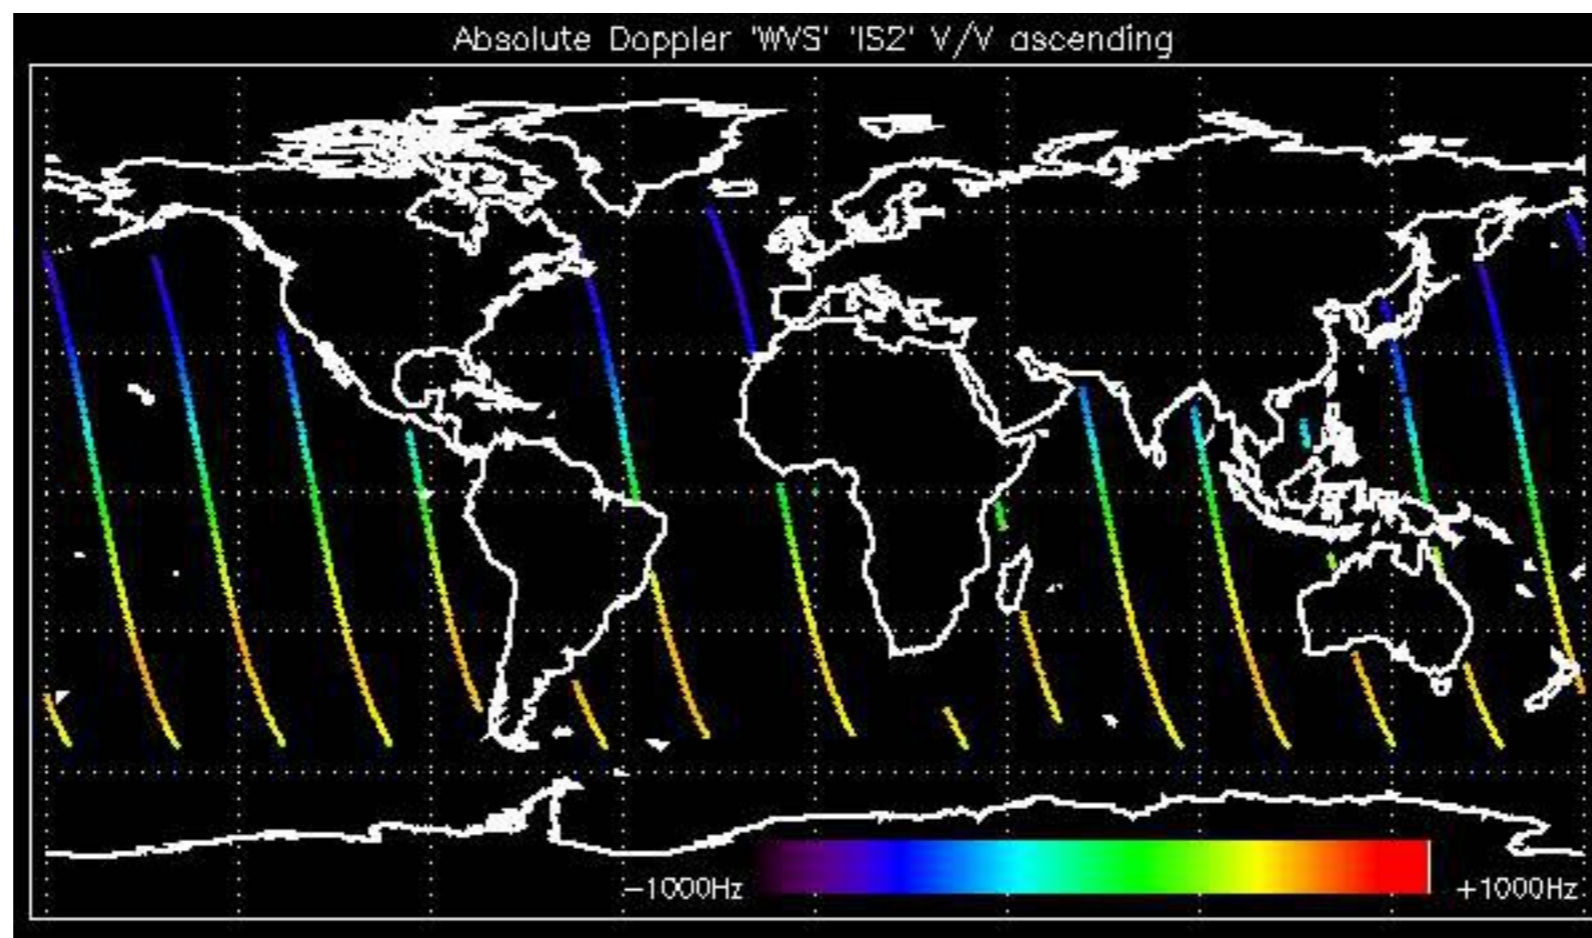 Absolute Doppler 'WVS' 'IS2' V/V ascending
−1000Hz +1000Hz